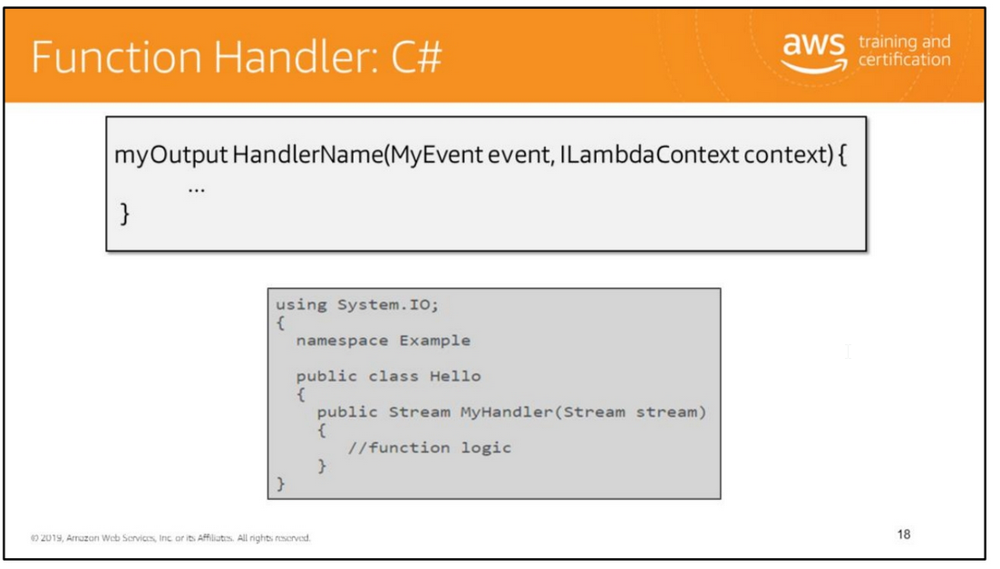 Function Handler: C#
aws training and
certification
myOutput HandlerName(MyEvent event, ILambdaContext context) {
...
}
using System.IO;
{
namespace Example
public class Hello
{
public Stream MyHandler(Stream stream)
{
//function logic
}
}
© 2019, Amazon Web Services, Inc. or its Affiliates. All rights reserved.
18